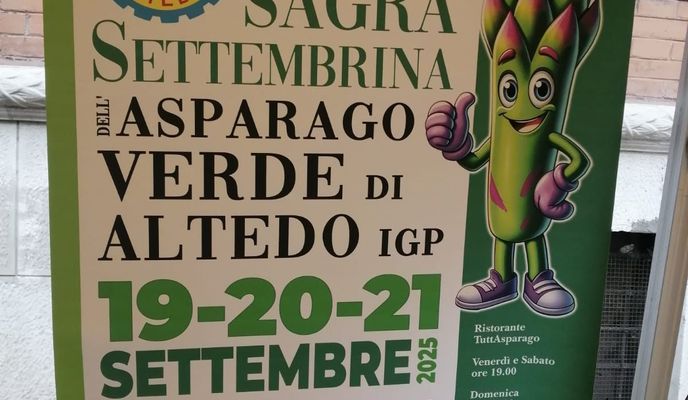 SAGRA
SETTEMBRINA
DELL'ASPARAGO
VERDE DI
ALTEDO IGP
19-20-21
SETTEMBRE 2025
Ristorante
TuttAsparago
Venerdì e Sabato
ore 19.00
Domenica